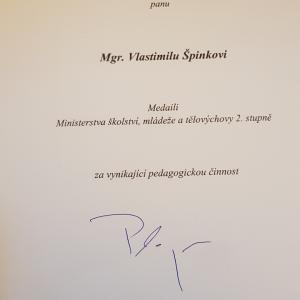 panu
Mgr. Vlastimilu Špinkovi
Medaili
Ministerstva školství, mládeže a tělovýchovy 2. stupně
za vynikající pedagogickou činnost